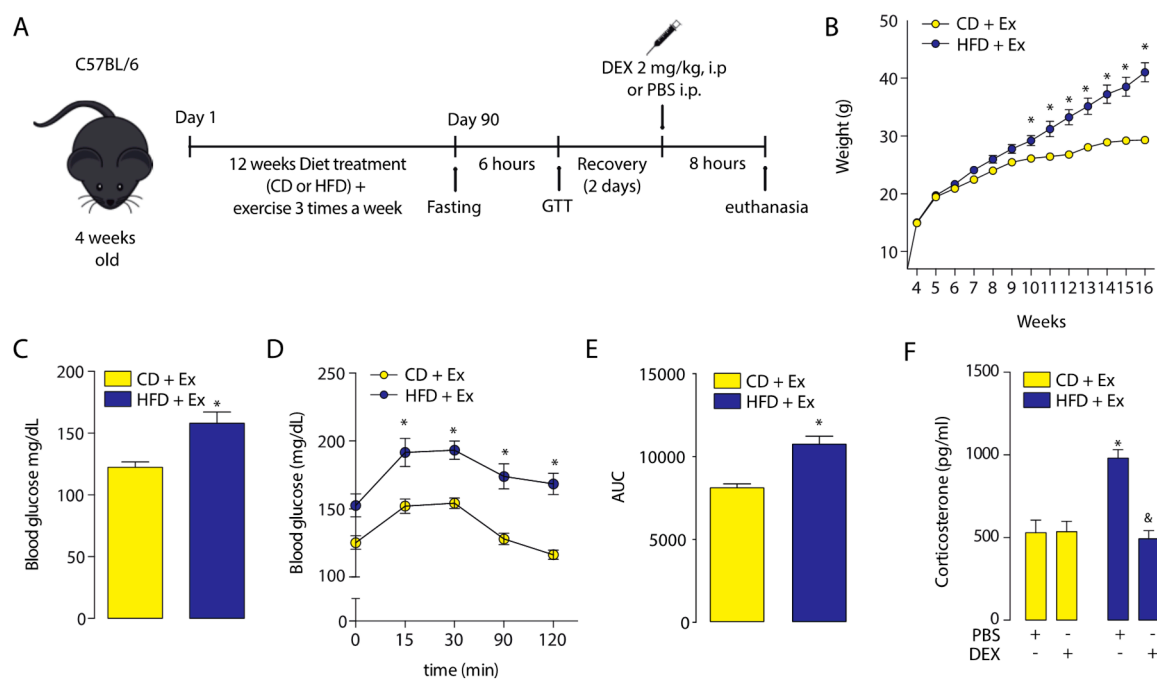 A
C57BL/6
4 weeks
old
Day 1
12 weeks Diet treatment
(CD or HFD) +
exercise 3 times a week
Day 90
Fasting
6 hours
GTT
DEX 2 mg/kg, i.p
or PBS i.p.
Recovery
(2 days)
8 hours
euthanasia
B
CD + Ex
HFD + Ex
Weight (g)
50
40
30
20
10
* * * * * * *
4 5 6 7 8 9 10 11 12 13 14 15 16
Weeks
C
CD + Ex
HFD + Ex
*
Blood glucose mg/dL
200
150
100
50
0
D
CD + Ex
HFD + Ex
Blood glucose (mg/dL)
250
200
150
100
0
* * * *
0 15 30 90 120
time (min)
E
CD + Ex
HFD + Ex
*
AUC
15000
10000
5000
0
F
CD + Ex
HFD + Ex
Corticosterone (pg/ml)
1500
1000
500
0
*
&
PBS + - + -
DEX - + - +